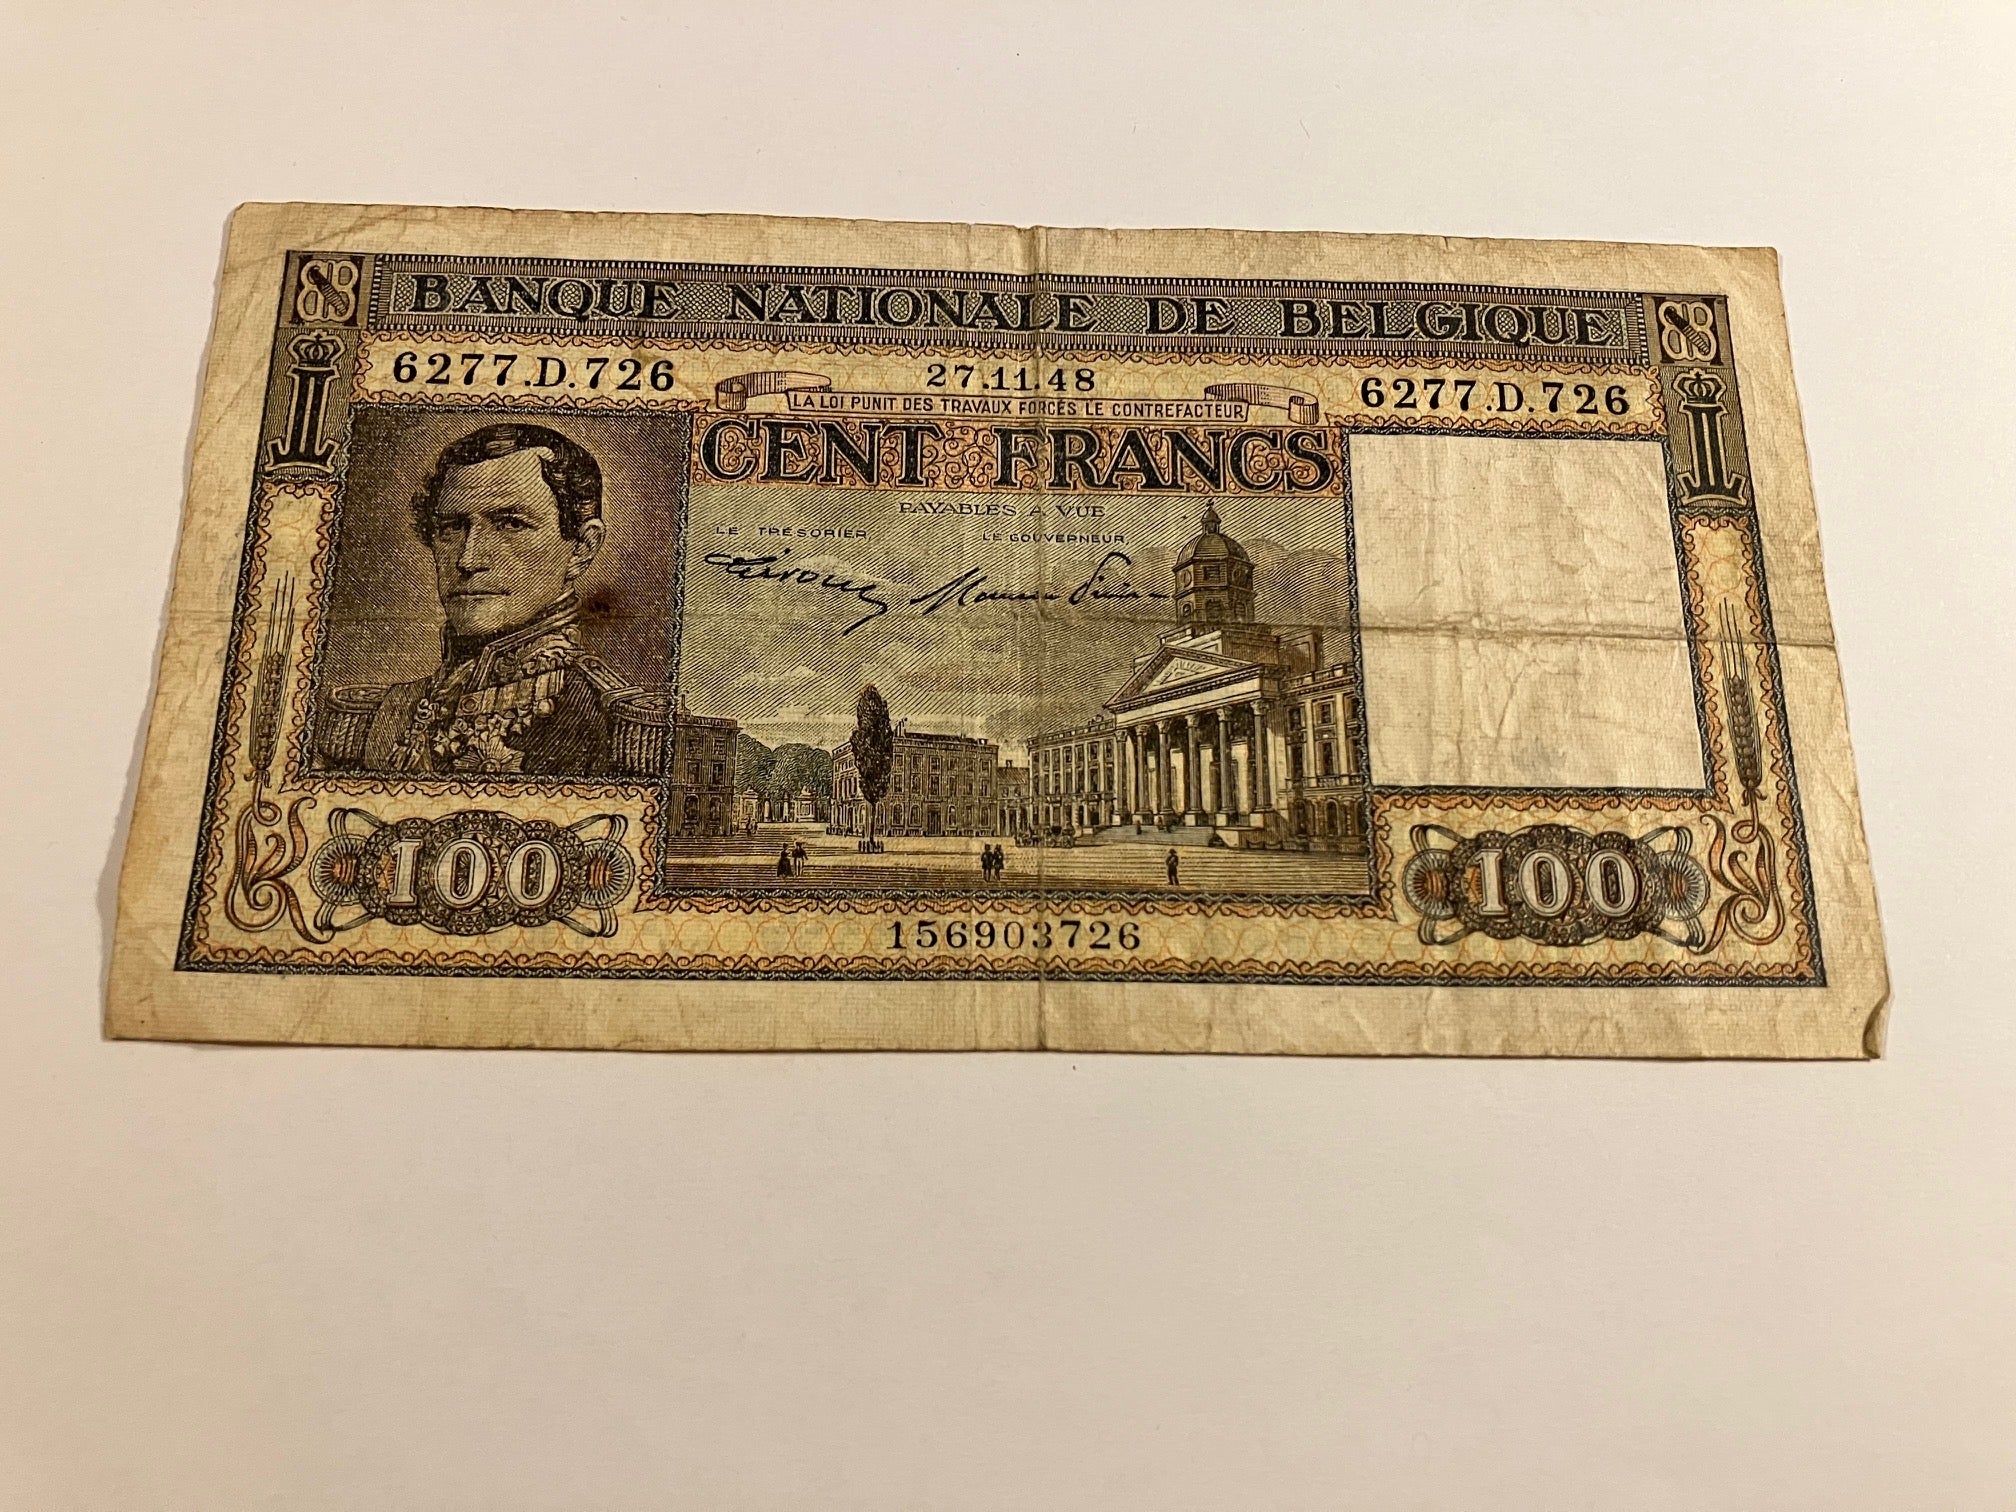 BANQUE NATIONALE DE BELGIQUE
6277.D.726
27.11.48
6277.D.726
LA LOI PUNIT DES TRAVAUX FORCÉS LE CONTREFACTEUR
CENT FRANCS
PAYABLES A VUE
LE TRÉSORIER,
LE GOUVERNEUR,
100
100
156903726